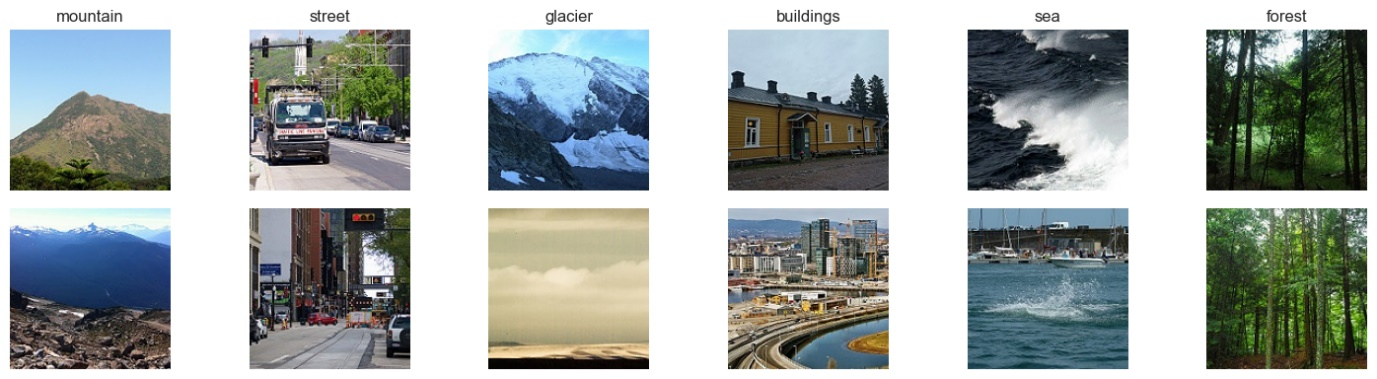 mountain
street
glacier
buildings
sea
forest